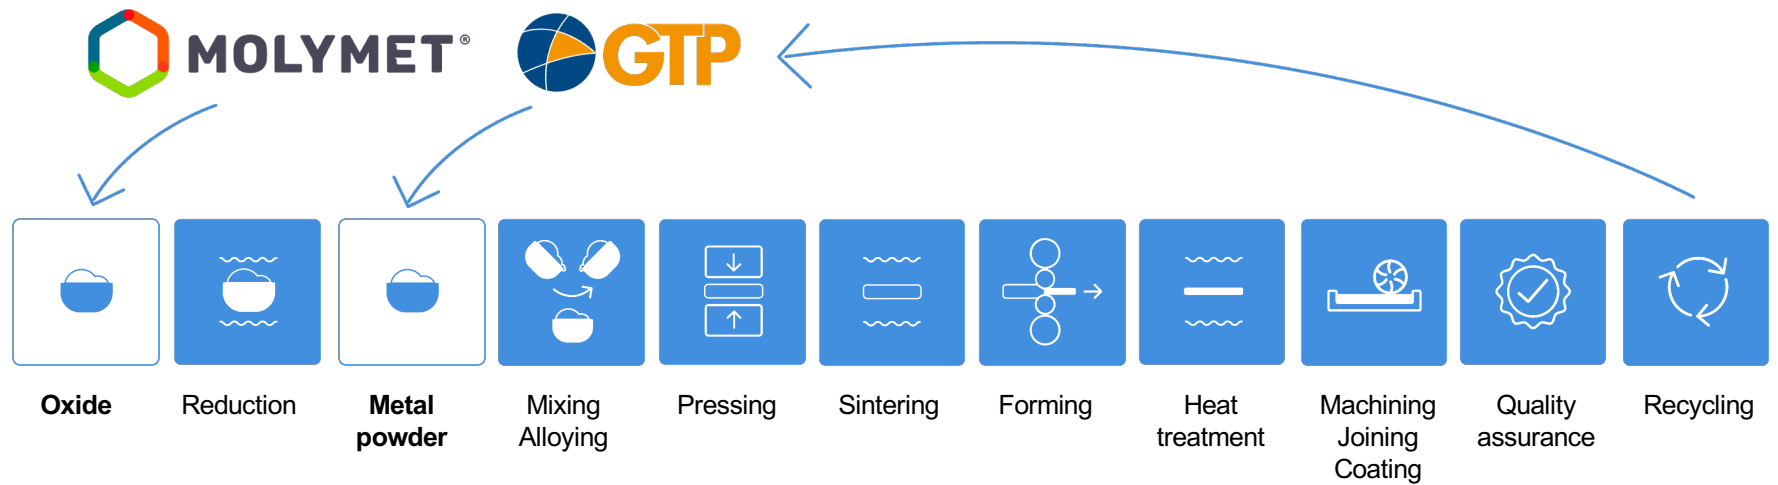 MOLYMET®
GTP
Oxide
Reduction
Metal
powder
Mixing
Alloying
Pressing
Sintering
Forming
Heat
treatment
Machining
Joining
Coating
Quality
assurance
Recycling